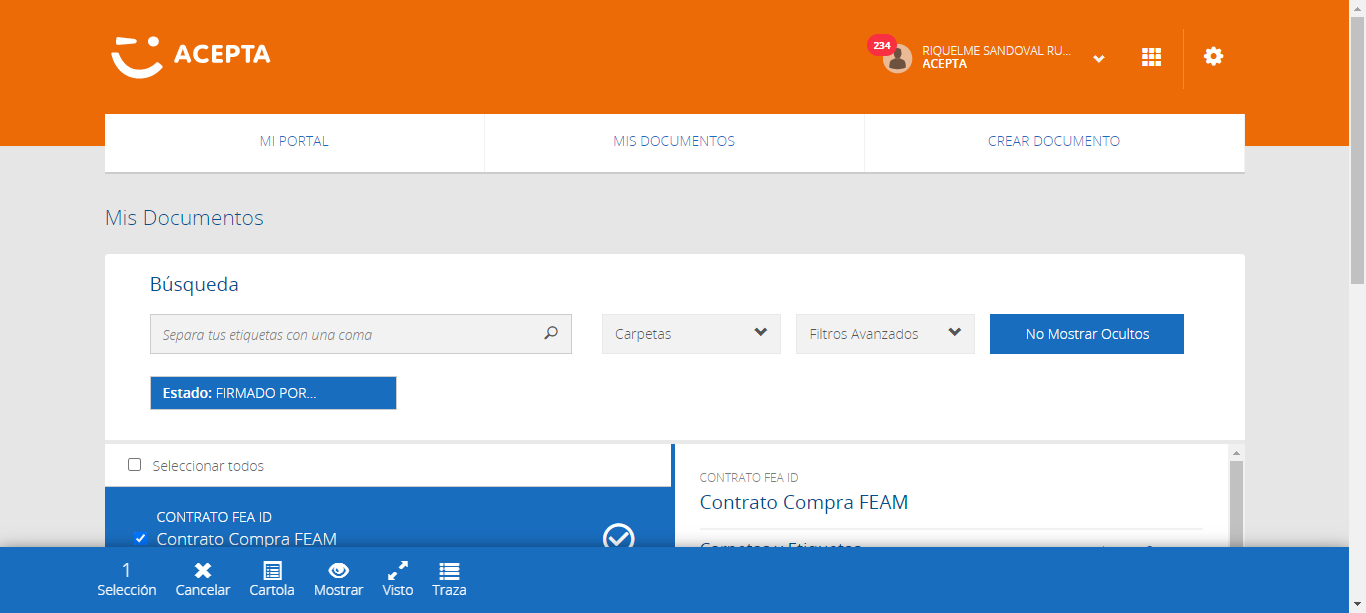 ACEPTA
234
RIQUELME SANDOVAL RU...
ACEPTA
MI PORTAL
MIS DOCUMENTOS
CREAR DOCUMENTO
Mis Documentos
Búsqueda
Separa tus etiquetas con una coma
Carpetas
Filtros Avanzados
No Mostrar Ocultos
Estado: FIRMADO POR...
Seleccionar todos
CONTRATO FEA ID
Contrato Compra FEAM
CONTRATO FEA ID
Contrato Compra FEAM
Carpetas y Etiquetas
1
Selección
Cancelar
Cartola
Mostrar
Visto
Traza